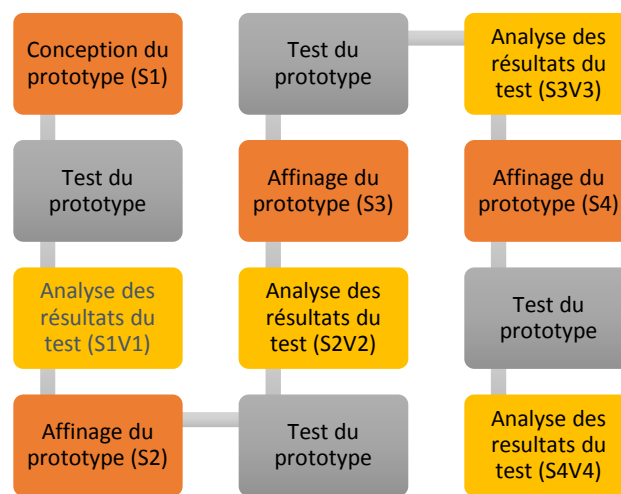 Conception du
prototype (S1)
Test du
prototype
Analyse des
résultats du
test (S1V1)
Affinage du
prototype (S2)
Test du
prototype
Analyse des
résultats du
test (S2V2)
Affinage du
prototype (S3)
Test du
prototype
Analyse des
résultats du
test (S3V3)
Affinage du
prototype (S4)
Test du
prototype
Analyse des
resultats du
test (S4V4)